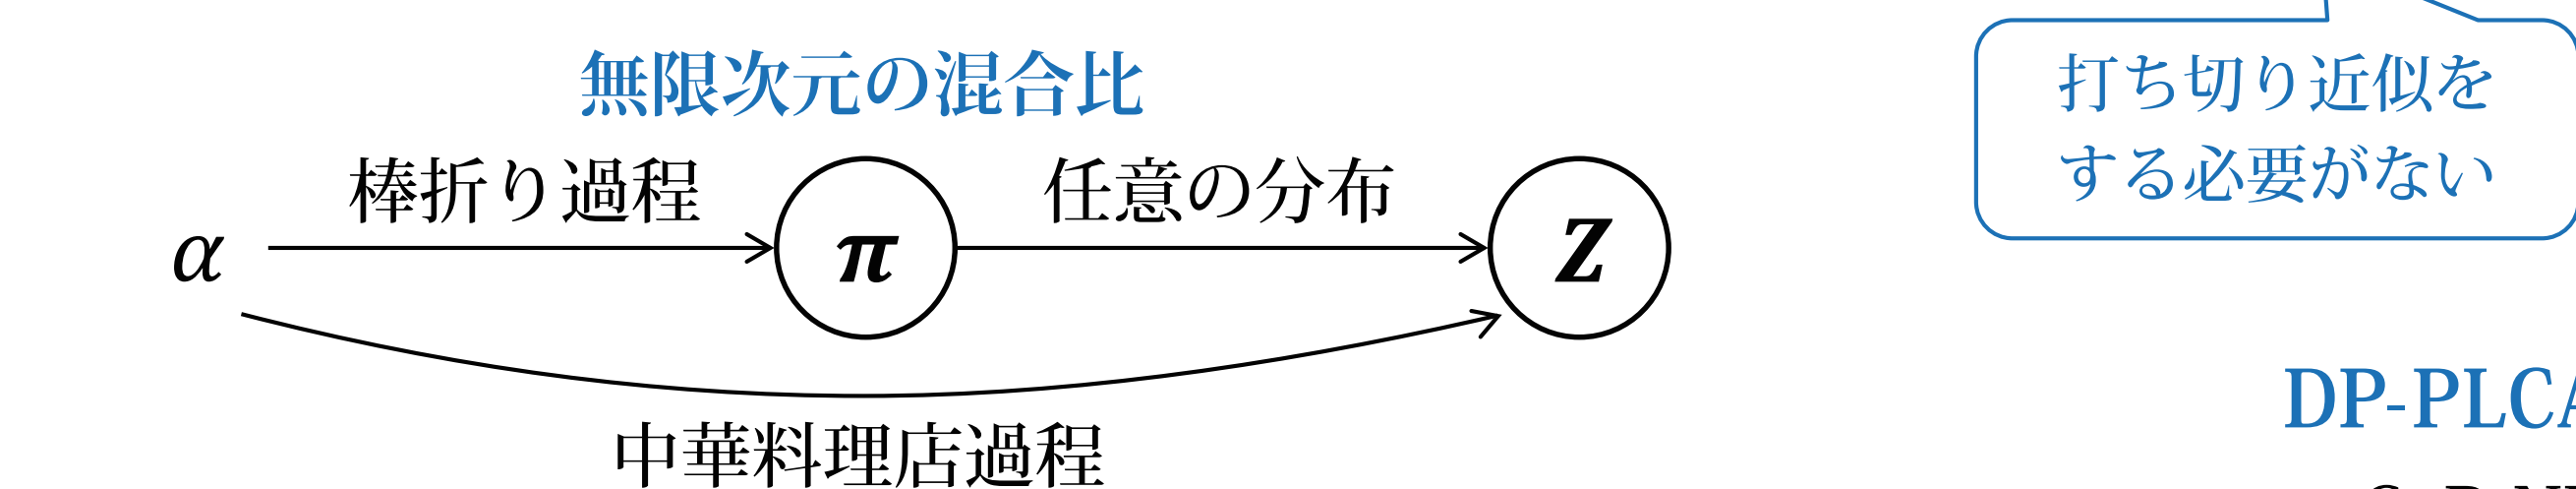 無限次元の混合比
棒折り過程
任意の分布
α
π
z
中華料理店過程
打ち切り近似を
する必要がない
DP-PLCA